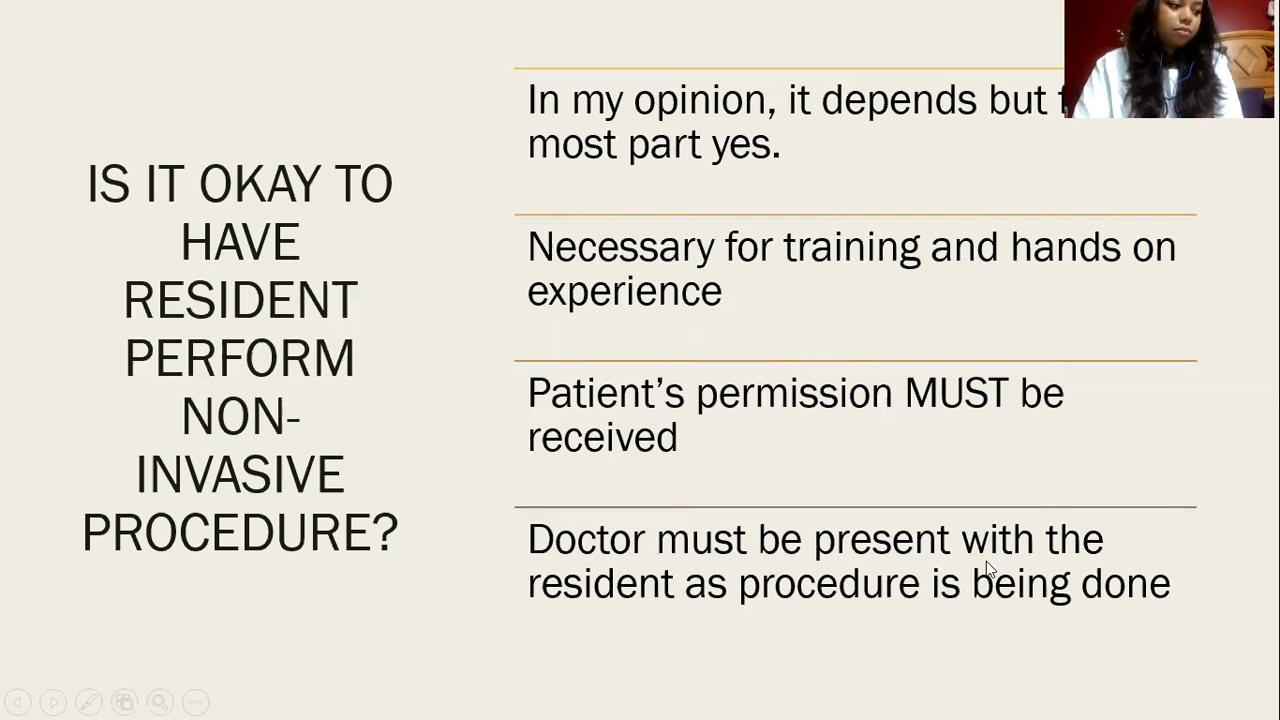 IS IT OKAY TO
HAVE
RESIDENT
PERFORM
NON-
INVASIVE
PROCEDURE?
In my opinion, it depends but
most part yes.
Necessary for training and hands on
experience
Patient’s permission MUST be
received
Doctor must be present with the
resident as procedure is being done